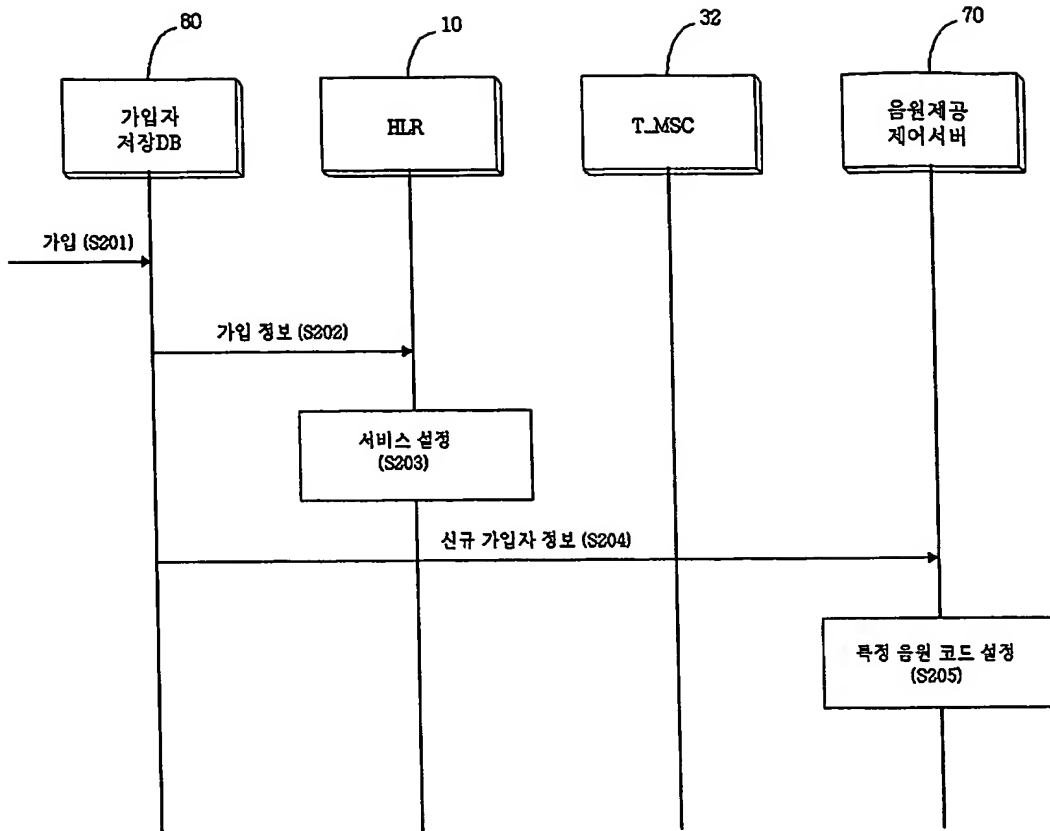 80
10
32
70
가입자
저장DB
HLR
T_MSC
음원제공
제어서버
가입 (S201)
가입 정보 (S202)
서비스 설정
(S203)
신규 가입자 정보 (S204)
특정 음원 코드 설정
(S205)